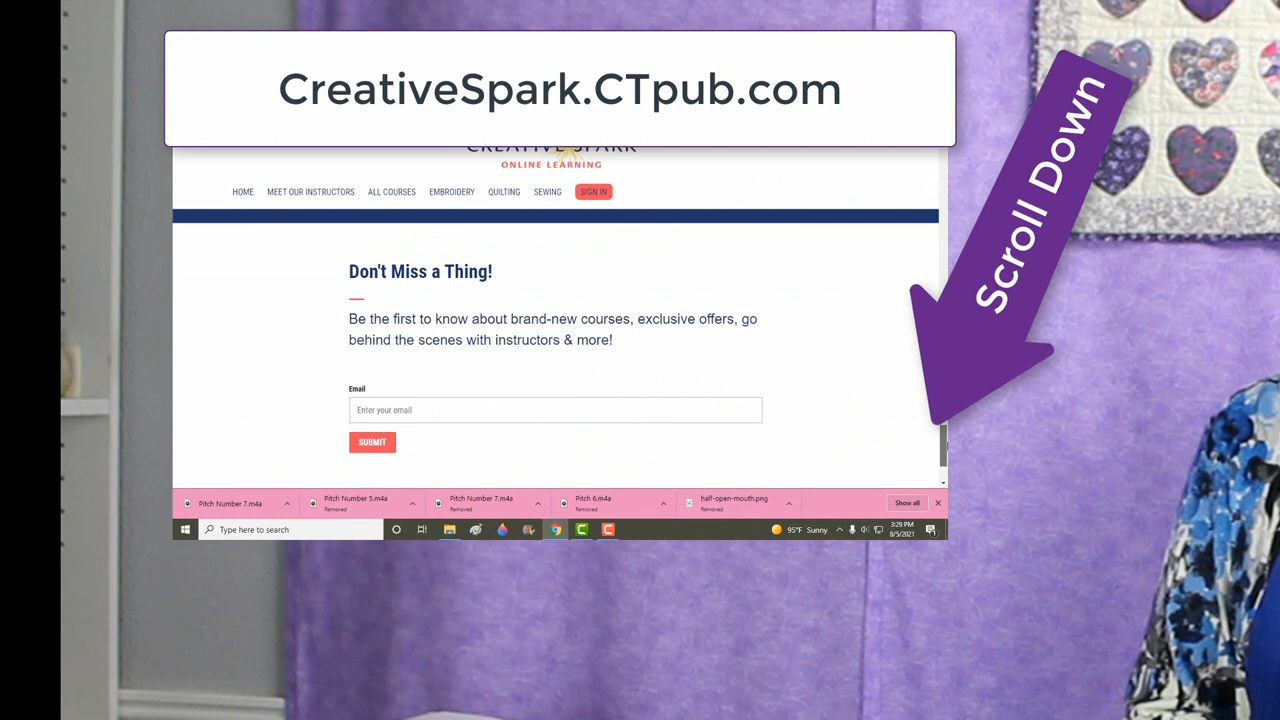 CreativeSpark.CTpub.com
Scroll Down
CREATIVE SPARK
ONLINE LEARNING
HOME MEET OUR INSTRUCTORS ALL COURSES EMBROIDERY QUILTING SEWING SIGN IN
Don't Miss a Thing!
Be the first to know about brand-new courses, exclusive offers, go
behind the scenes with instructors & more!
Email
Enter your email
SUBMIT
Pitch Number 7.m4a Pitch Number 5.m4a Pitch Number 7.m4a Pitch 6.m4a half-open-mouth.png Show all
Removed Removed Removed Removed
Type here to search 95°F Sunny 3:29 PM
8/5/2021